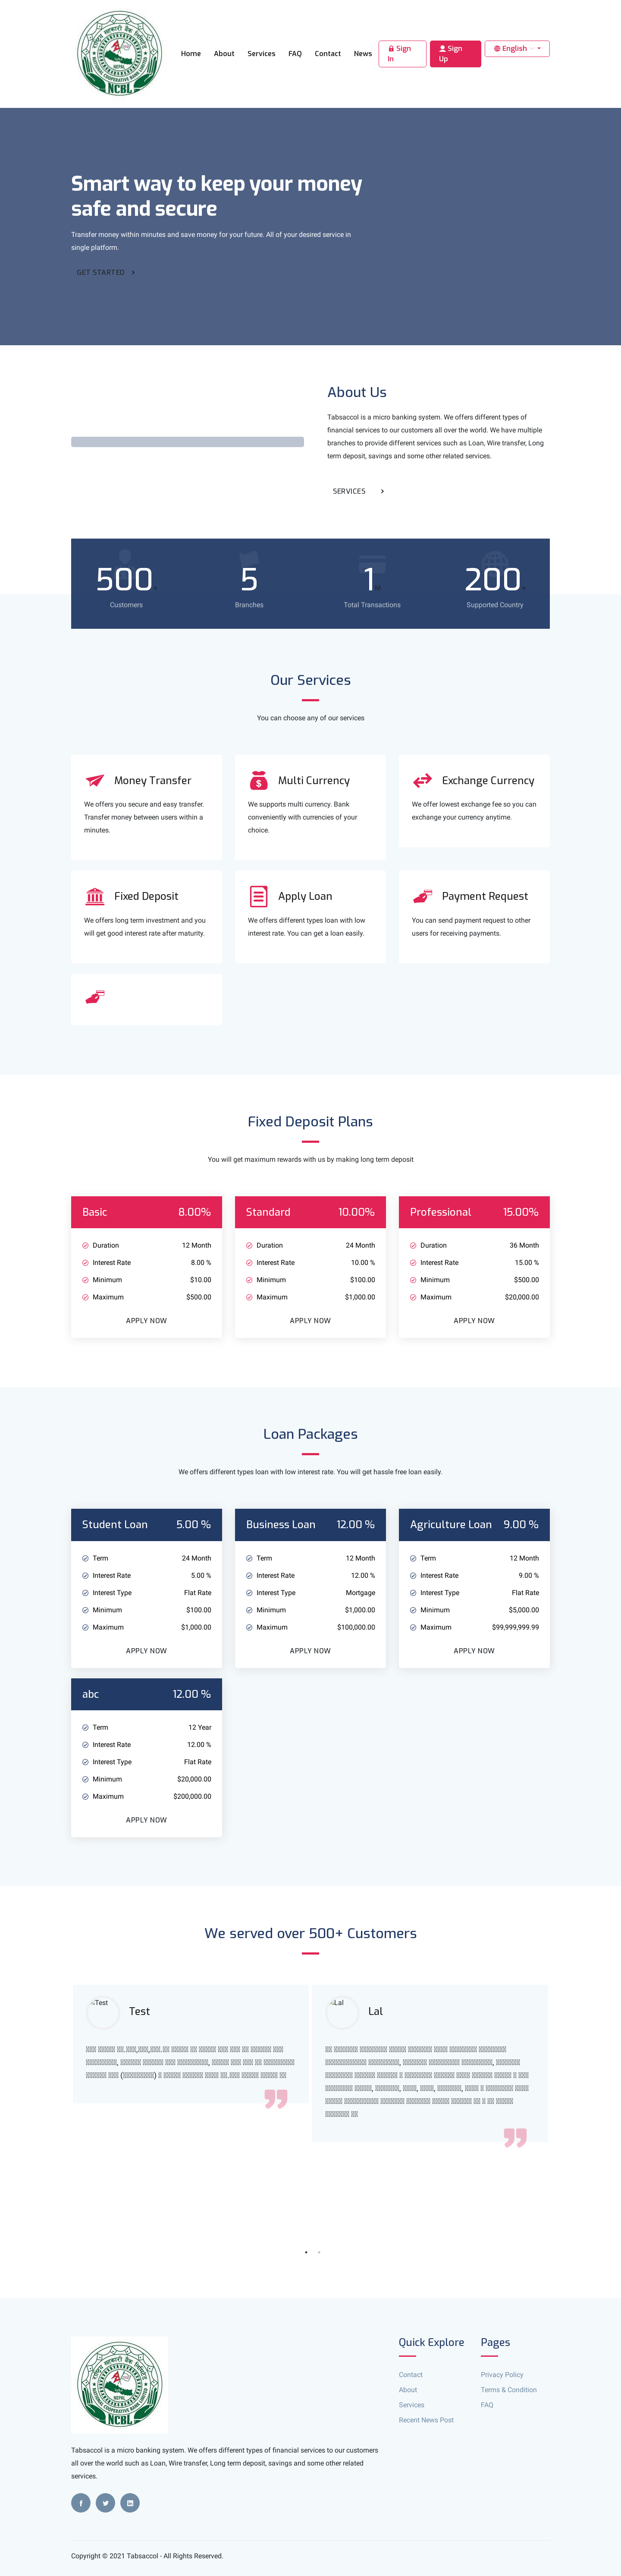 NCBL
NEPAL
Home
About
Services
FAQ
Contact
News
Sign In
Sign Up
English
Smart way to keep your money
safe and secure
Transfer money within minutes and save money for your future. All of your desired service in
single platform.
GET STARTED
About Us
Tabsaccol is a micro banking system. We offers different types of
financial services to our customers all over the world. We have multiple
branches to provide different services such as Loan, Wire transfer, Long
term deposit, savings and some other related services.
SERVICES
500
5
1
200
Customers
Branches
Total Transactions
Supported Country
Our Services
You can choose any of our services
Money Transfer
We offers you secure and easy transfer.
Transfer money between users within a
minutes.
Multi Currency
We supports multi currency. Bank
conveniently with currencies of your
choice.
Exchange Currency
We offer lowest exchange fee so you can
exchange your currency anytime.
Fixed Deposit
We offers long term investment and you
will get good interest rate after maturity.
Apply Loan
We offers different types loan with low
interest rate. You can get a loan easily.
Payment Request
You can send payment request to other
users for receiving payments.
Fixed Deposit Plans
You will get maximum rewards with us by making long term deposit
Basic 8.00%
Duration 12 Month
Interest Rate 8.00 %
Minimum $10.00
Maximum $500.00
APPLY NOW
Standard 10.00%
Duration 24 Month
Interest Rate 10.00 %
Minimum $100.00
Maximum $1,000.00
APPLY NOW
Professional 15.00%
Duration 36 Month
Interest Rate 15.00 %
Minimum $500.00
Maximum $20,000.00
APPLY NOW
Loan Packages
We offers different types loan with low interest rate. You will get hassle free loan easily.
Student Loan 5.00 %
Term 24 Month
Interest Rate 5.00 %
Interest Type Flat Rate
Minimum $100.00
Maximum $1,000.00
APPLY NOW
Business Loan 12.00 %
Term 12 Month
Interest Rate 12.00 %
Interest Type Mortgage
Minimum $1,000.00
Maximum $100,000.00
APPLY NOW
Agriculture Loan 9.00 %
Term 12 Month
Interest Rate 9.00 %
Interest Type Flat Rate
Minimum $5,000.00
Maximum $99,999,999.99
APPLY NOW
abc 12.00 %
Term 12 Year
Interest Rate 12.00 %
Interest Type Flat Rate
Minimum $20,000.00
Maximum $200,000.00
APPLY NOW
We served over 500+ Customers
Test
Test
Lal
Lal
NCBL
NEPAL
Tabsaccol is a micro banking system. We offers different types of financial services to our customers
all over the world such as Loan, Wire transfer, Long term deposit, savings and some other related
services.
Quick Explore
Contact
About
Services
Recent News Post
Pages
Privacy Policy
Terms & Condition
FAQ
Copyright © 2021 Tabsaccol - All Rights Reserved.